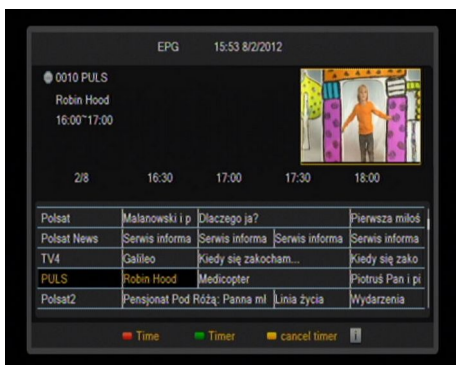 EPG 15:53 8/2/2012
0010 PULS
Robin Hood
16:00~17:00
2/8 16:30 17:00 17:30 18:00
Polsat Malanowski i p Dlaczego ja? Pierwsza miloś
Polsat News Serwis informa Serwis informa Serwis informa Serwis informa
TV4 Galileo Kiedy się zakocham... Kiedy się zako
PULS Robin Hood Medicopter Piotruś Pan i pi
Polsat2 Pensjonat Pod Różą: Panna mł Linia życia Wydarzenia
Time Timer cancel timer i